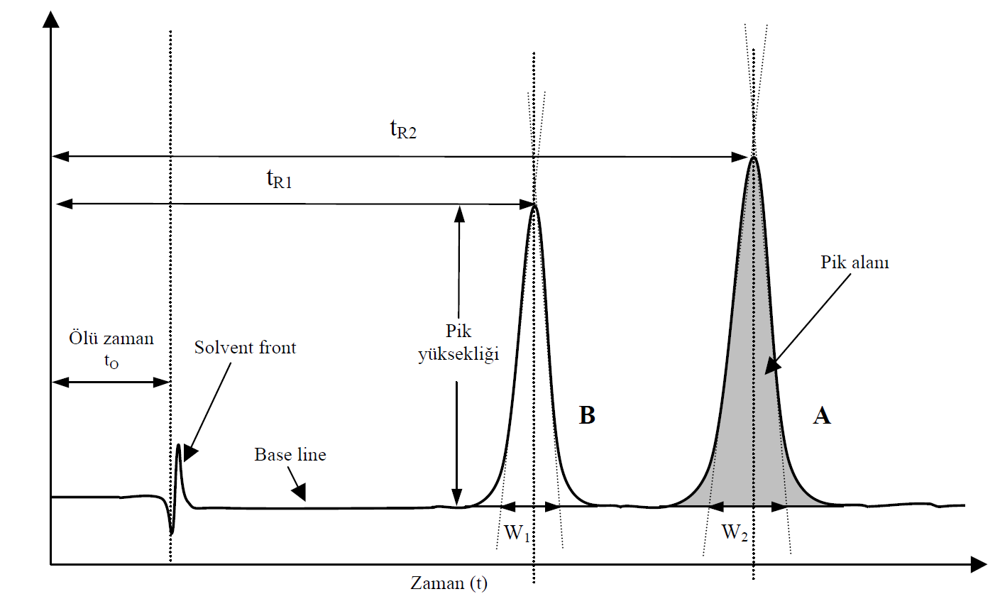 tR2
tR1
Pik alanı
Ölü zaman
tO
Solvent front
Pik
yüksekliği
B
A
Base line
W1
W2
Zaman (t)